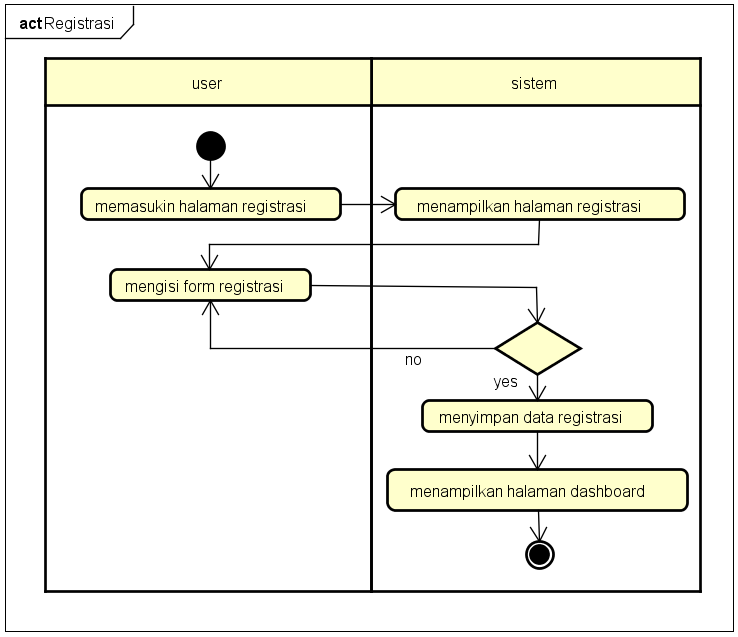 act Registrasi
user
sistem
memasukin halaman registrasi
menampilkan halaman registrasi
mengisi form registrasi
no
yes
menyimpan data registrasi
menampilkan halaman dashboard